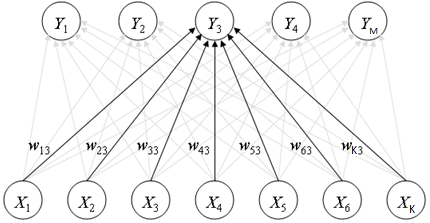 Y1 Y2 Y3 Y4 YM
w13 w23 w33 w43 w53 w63 wK3
X1 X2 X3 X4 X5 X6 XK